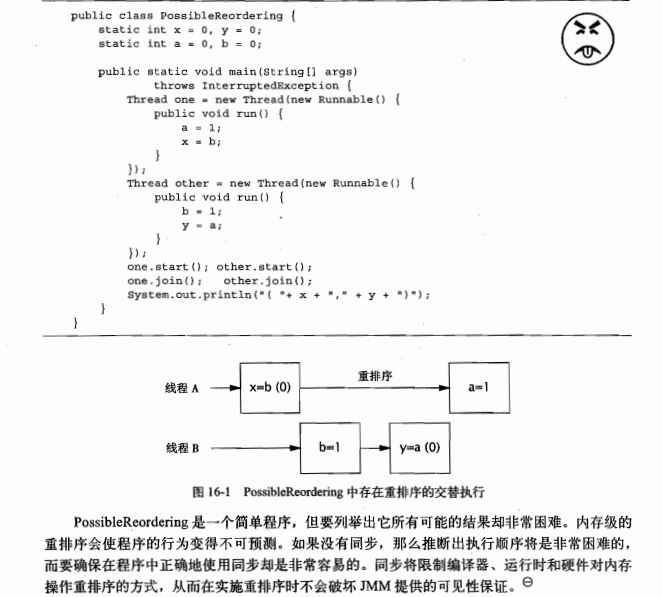 public class PossibleReordering {
static int x = 0, y = 0;
static int a = 0, b = 0;
public static void main(String[] args)
throws InterruptedException {
Thread one = new Thread(new Runnable() {
public void run() {
a = 1;
x = b;
}
});
Thread other = new Thread(new Runnable() {
public void run() {
b = 1;
y = a;
}
});
one.start(); other.start();
one.join(); other.join();
System.out.println("( "+ x + "," + y + ")");
}
}
线程 A x=b (0) 重排序 a=1
线程 B b=1 y=a (0)
图 16-1 PossibleReordering 中存在重排序的交替执行
PossibleReordering 是一个简单程序，但要列举出它所有可能的结果却非常困难。内存级的
重排序会使程序的行为变得不可预测。如果没有同步，那么推断出执行顺序将是非常困难的，
而要确保在程序中正确地使用同步却是非常容易的。同步将限制编译器、运行时和硬件对内存
操作重排序的方式，从而在实施重排序时不会破坏 JMM 提供的可见性保证。㊀